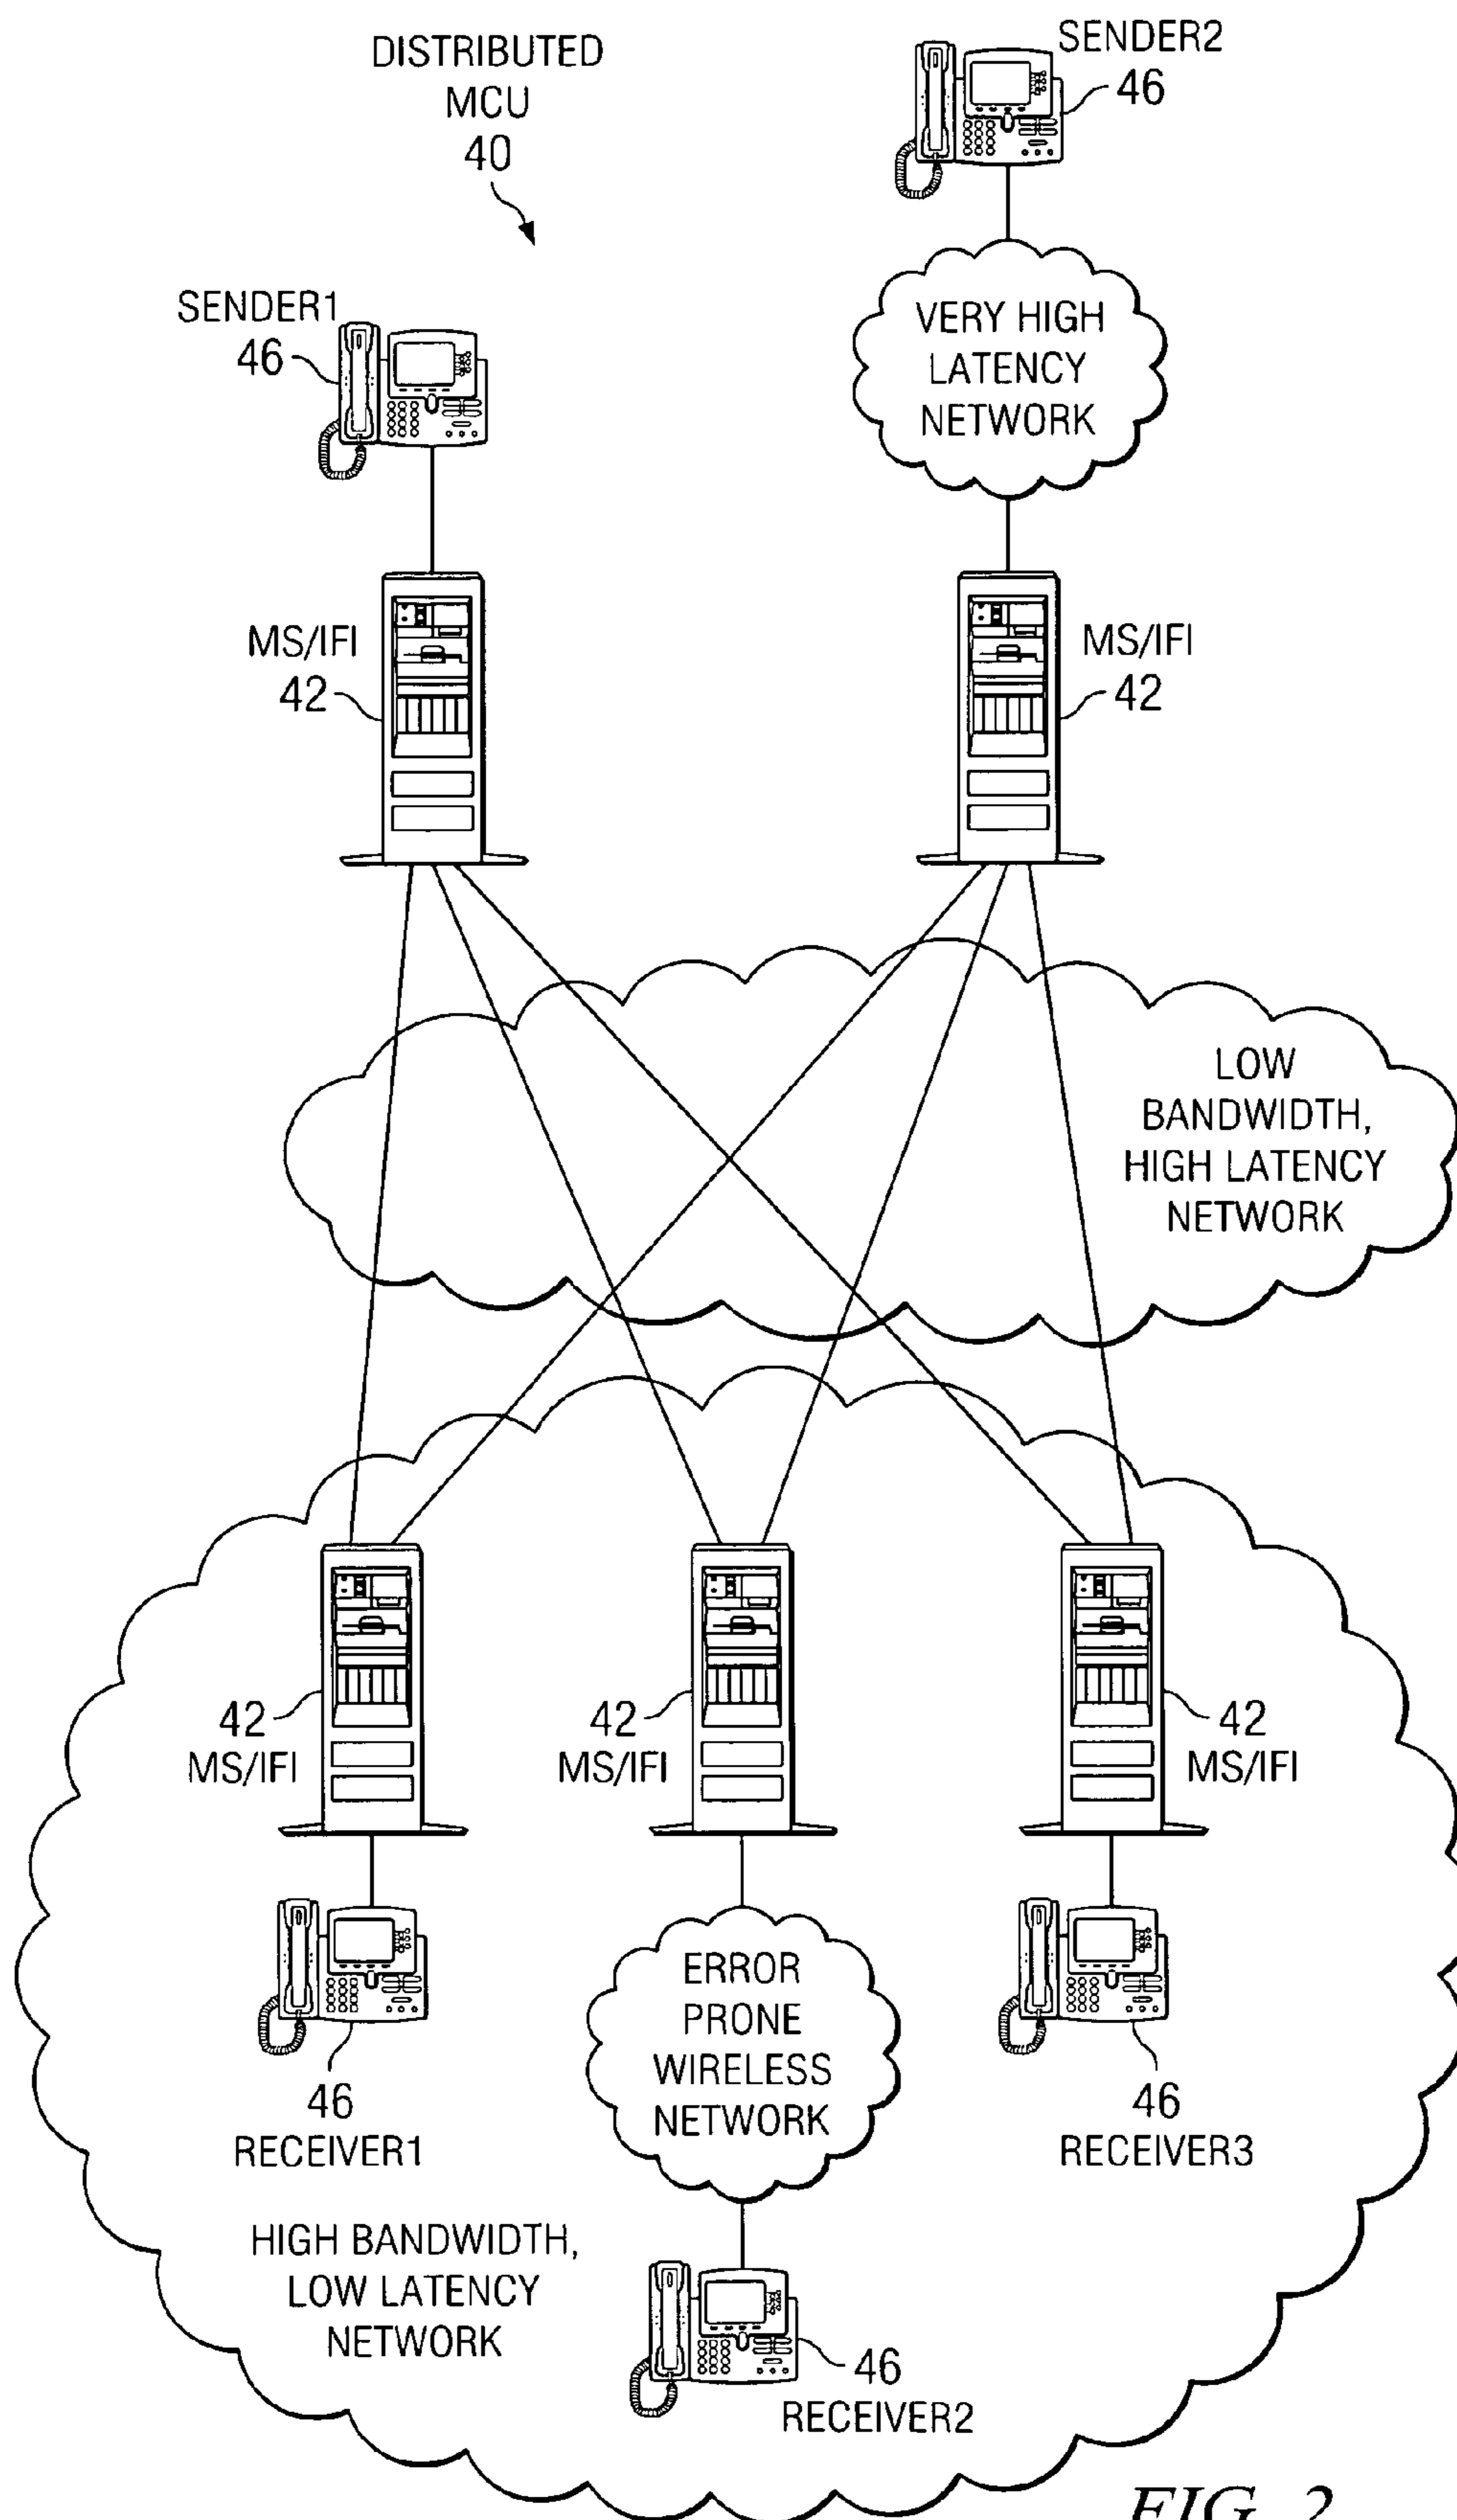 DISTRIBUTED
MCU
40
SENDER2
46
SENDER1
46
VERY HIGH
LATENCY
NETWORK
MS/IFI
42
MS/IFI
42
LOW
BANDWIDTH,
HIGH LATENCY
NETWORK
42
MS/IFI
42
MS/IFI
42
MS/IFI
46
RECEIVER1
ERROR
PRONE
WIRELESS
NETWORK
46
RECEIVER3
HIGH BANDWIDTH,
LOW LATENCY
NETWORK
46
RECEIVER2
FIG. 2